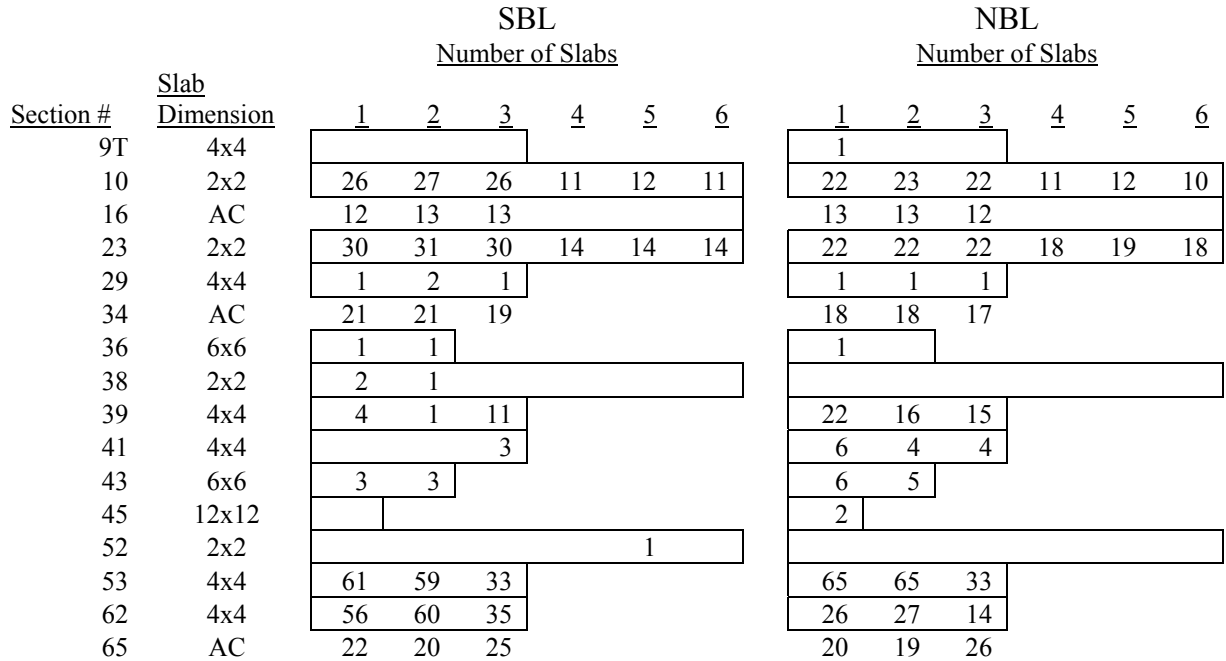 SBL NBL
Number of Slabs Number of Slabs
Slab
Section # Dimension 1 2 3 4 5 6 1 2 3 4 5 6
9T 4x4 1
10 2x2 26 27 26 11 12 11 22 23 22 11 12 10
16 AC 12 13 13 13 13 12
23 2x2 30 31 30 14 14 14 22 22 22 18 19 18
29 4x4 1 2 1 1 1 1
34 AC 21 21 19 18 18 17
36 6x6 1 1 1
38 2x2 2 1
39 4x4 4 1 11 22 16 15
41 4x4 3 6 4 4
43 6x6 3 3 6 5
45 12x12 2
52 2x2 1
53 4x4 61 59 33 65 65 33
62 4x4 56 60 35 26 27 14
65 AC 22 20 25 20 19 26